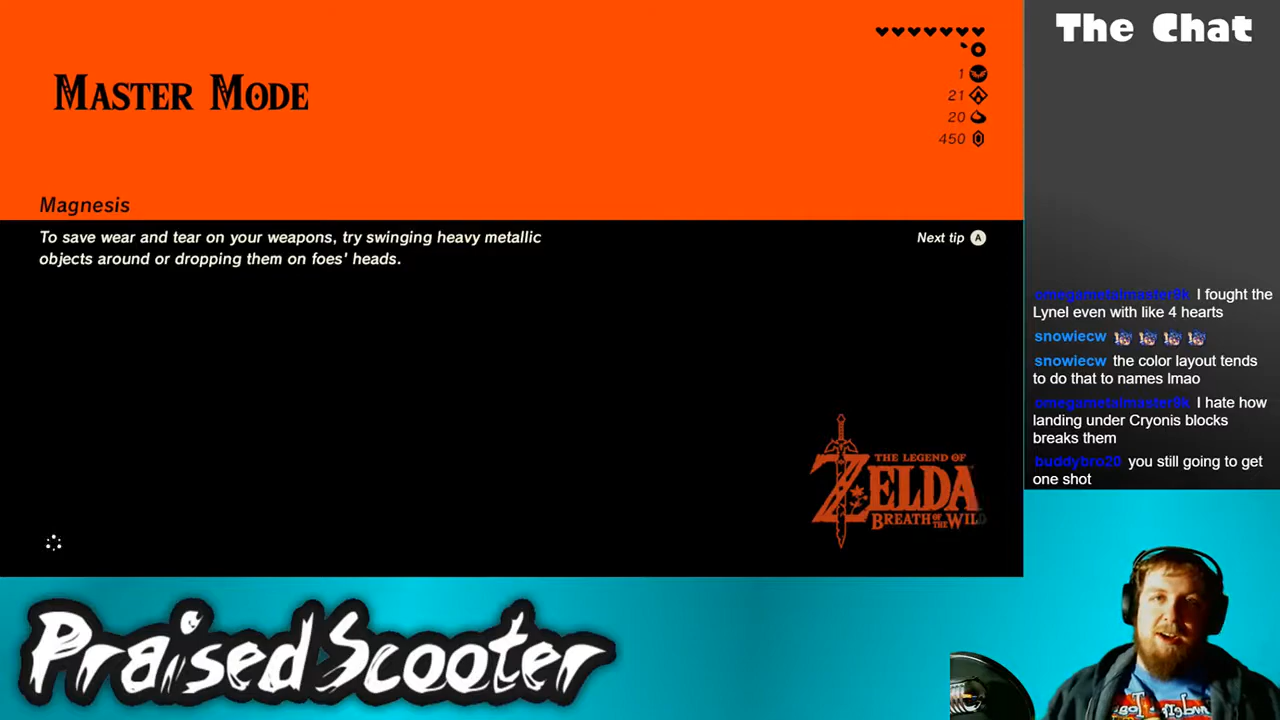 MASTER MODE
1
21
20
450
Magnesis
To save wear and tear on your weapons, try swinging heavy metallic
objects around or dropping them on foes' heads.
Next tip A
THE LEGEND OF
ZELDA
BREATH OF THE WILD
The Chat
omegametalmaster9k I fought the
Lynel even with like 4 hearts
snowiecw
snowiecw the color layout tends
to do that to names lmao
omegametalmaster9k I hate how
landing under Cryonis blocks
breaks them
buddybro20 you still going to get
one shot
PraisedScooter